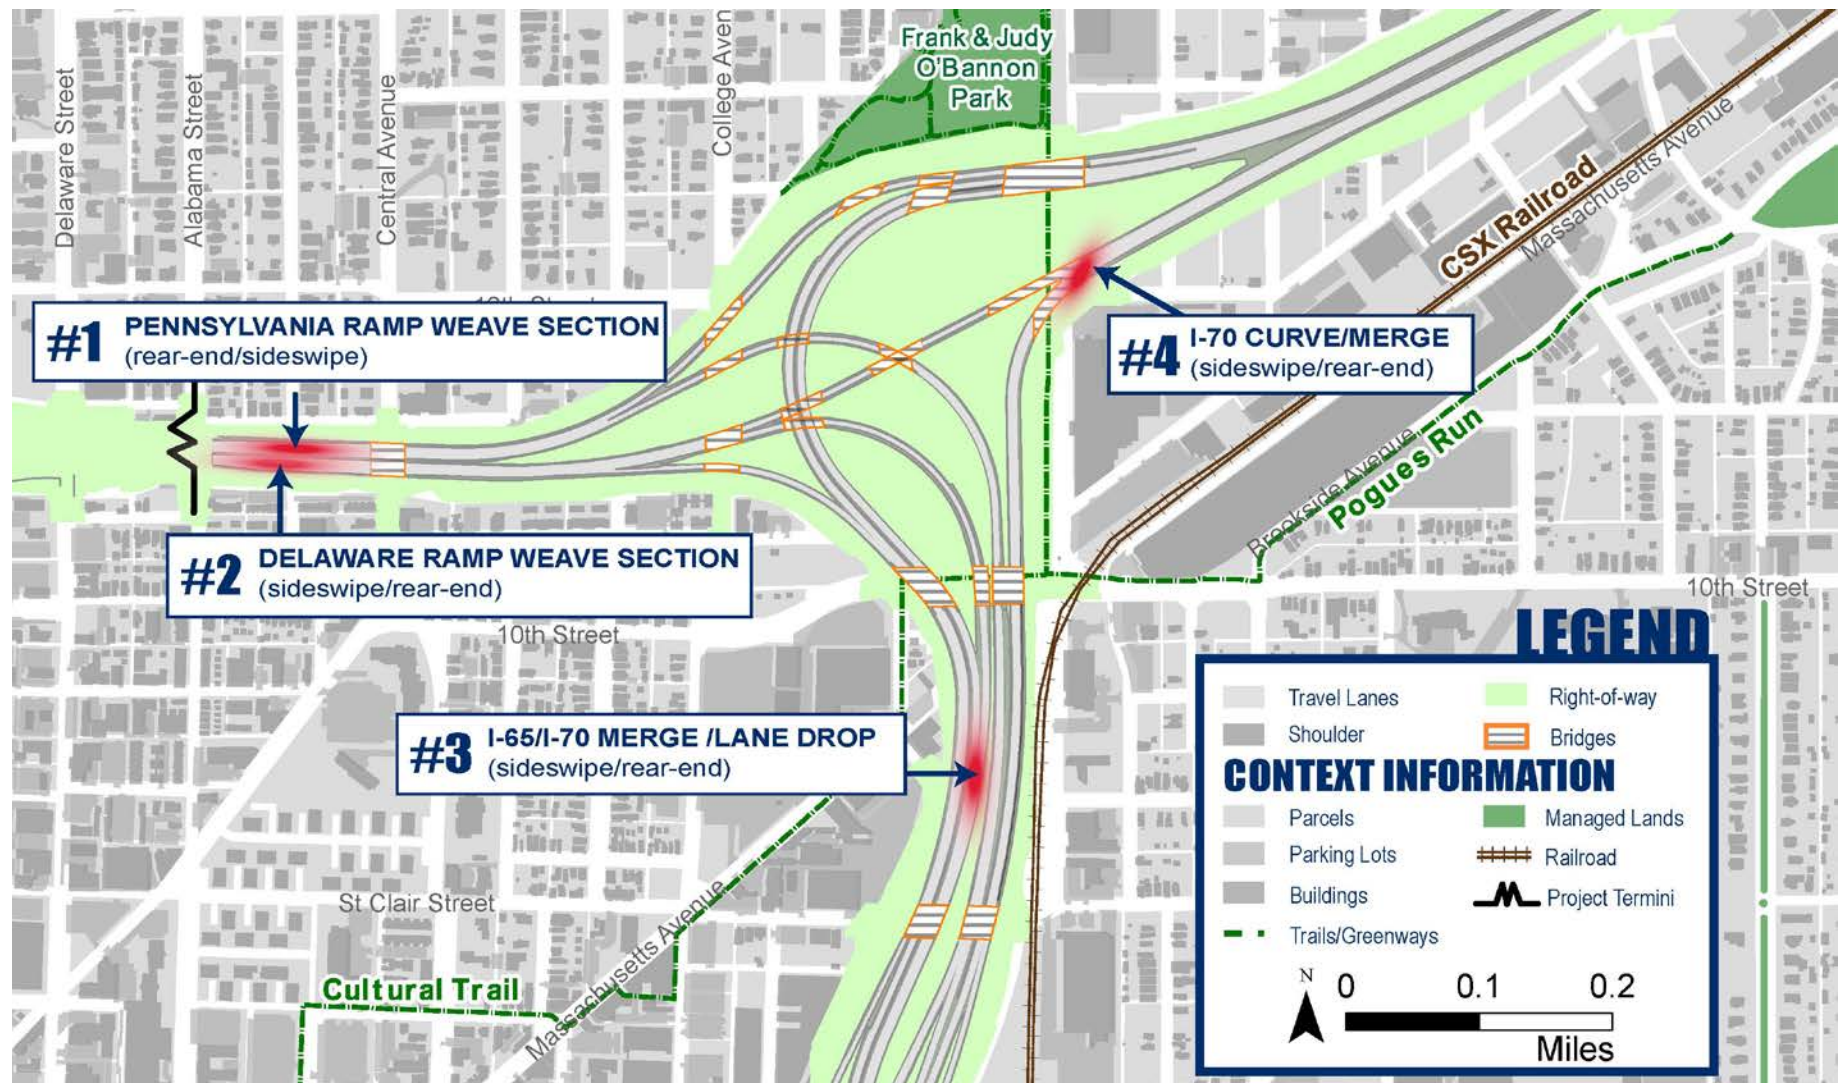 Frank & Judy
O'Bannon
Park
Delaware Street
Alabama Street
Central Avenue
College Aven
CSX Railroad
Massachusetts Avenue
#1 PENNSYLVANIA RAMP WEAVE SECTION
(rear-end/sideswipe)
#4 I-70 CURVE/MERGE
(sideswipe/rear-end)
Brookside Avenue
Pogues Run
#2 DELAWARE RAMP WEAVE SECTION
(sideswipe/rear-end)
10th Street
10th Street
#3 I-65/I-70 MERGE /LANE DROP
(sideswipe/rear-end)
St Clair Street
Massachusetts Avenue
Cultural Trail
LEGEND
Travel Lanes
Right-of-way
Shoulder
Bridges
CONTEXT INFORMATION
Parcels
Managed Lands
Parking Lots
Railroad
Buildings
Project Termini
Trails/Greenways
N
0 0.1 0.2
Miles